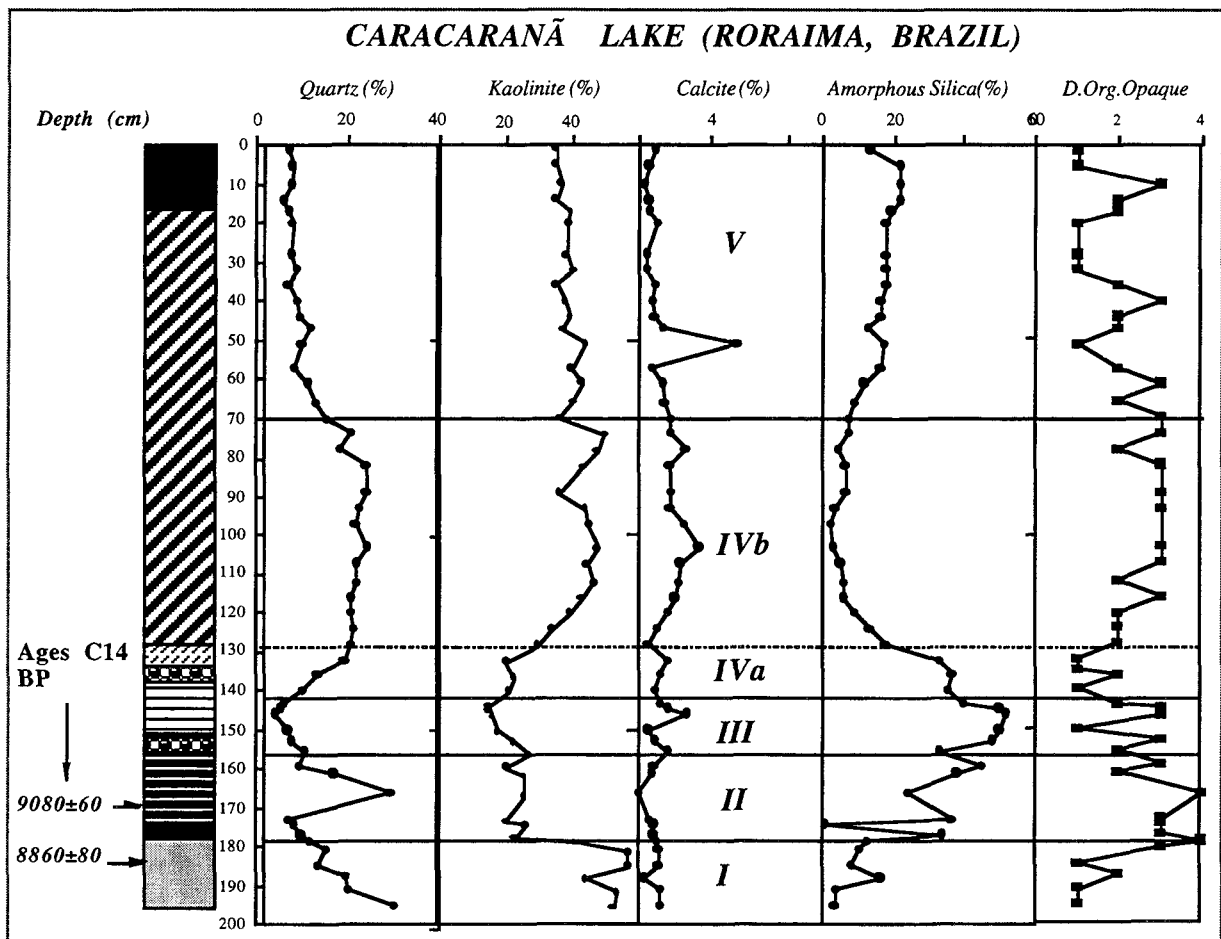 CARACARANÃ LAKE (RORAIMA, BRAZIL)
Quartz (%) Kaolinite (%) Calcite (%) Amorphous Silica(%) D.Org.Opaque
Depth (cm)
0 20 40 20 40 0 4 0 20 60 0 2 4
0
10
20
30
40
50
60
70
80
90
100
110
120
130
140
150
160
170
180
190
200
V
IVb
IVa
III
II
I
Ages C14
BP
9080±60
8860±80